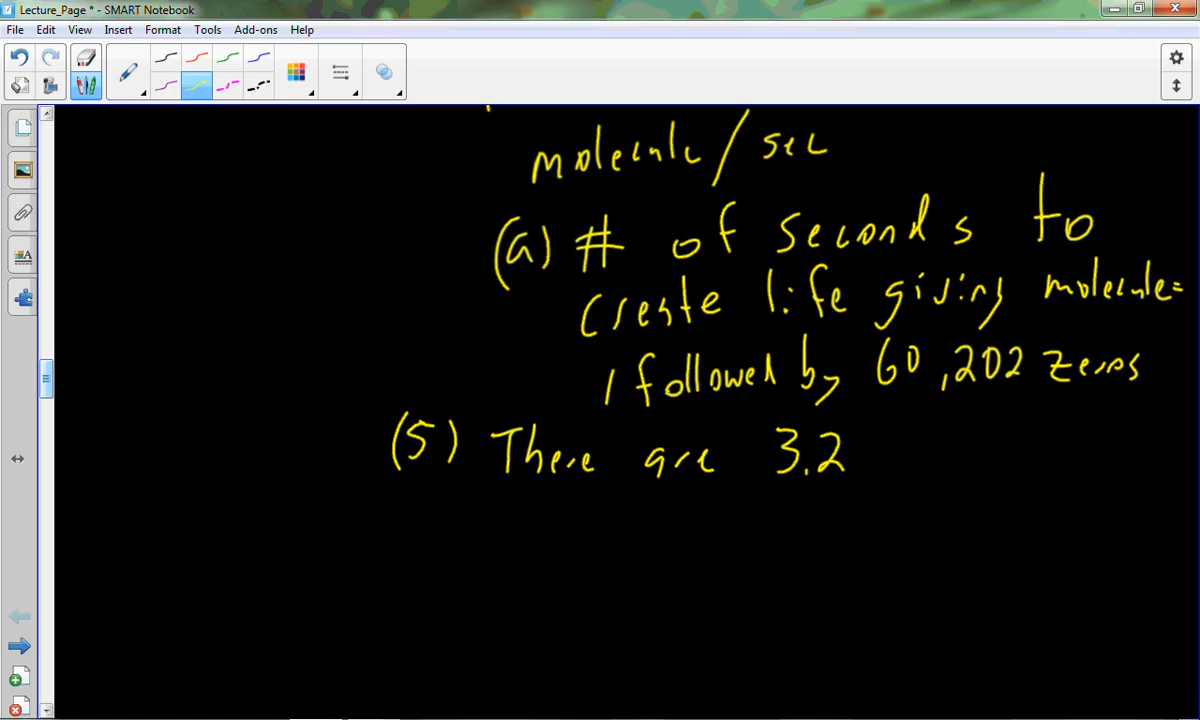 Lecture_Page * - SMART Notebook
File Edit View Insert Format Tools Add-ons Help
molecule/sec
(a) # of seconds to
create life giving molecule=
1 followed by 60,202 zeros
(5) There are 3.2